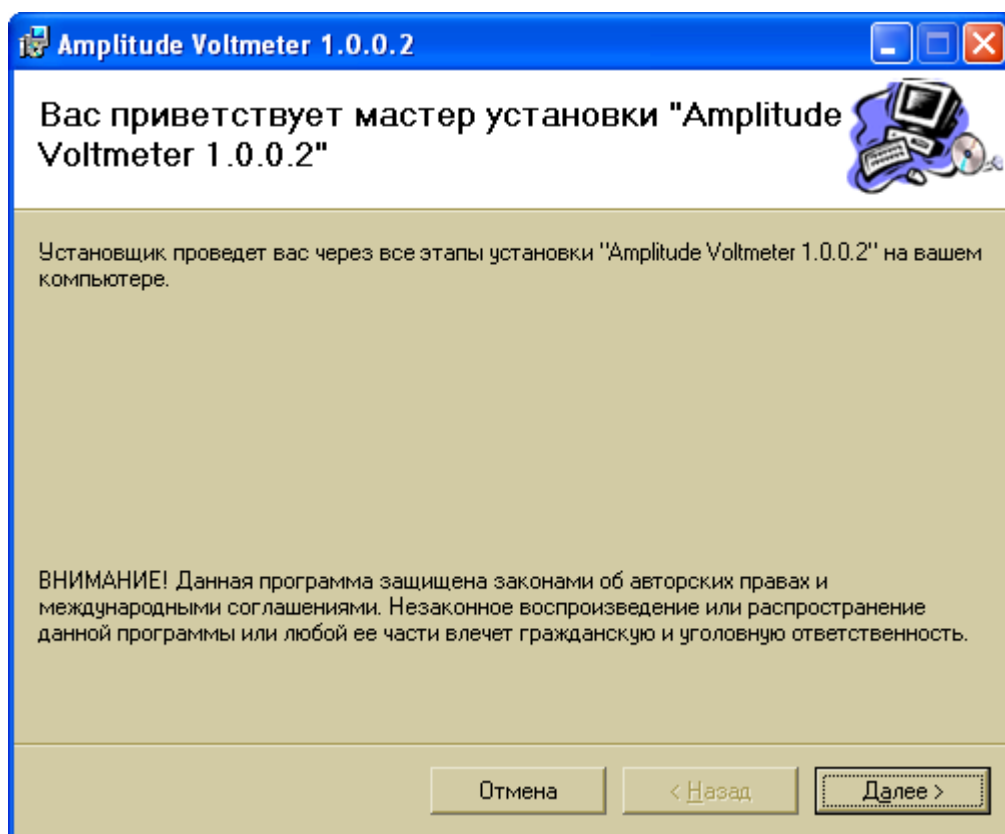 Amplitude Voltmeter 1.0.0.2
Вас приветствует мастер установки "Amplitude
Voltmeter 1.0.0.2"
Установщик проведет вас через все этапы установки "Amplitude Voltmeter 1.0.0.2" на вашем
компьютере.
ВНИМАНИЕ! Данная программа защищена законами об авторских правах и
международными соглашениями. Незаконное воспроизведение или распространение
данной программы или любой ее части влечет гражданскую и уголовную ответственность.
Отмена < Назад Далее >